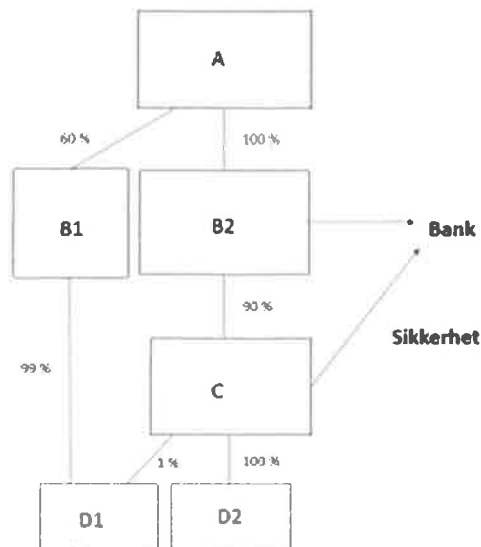 A
60 %
100 %
B1
B2
Bank
90 %
Sikkerhet
99 %
C
1 %
100 %
D1
D2